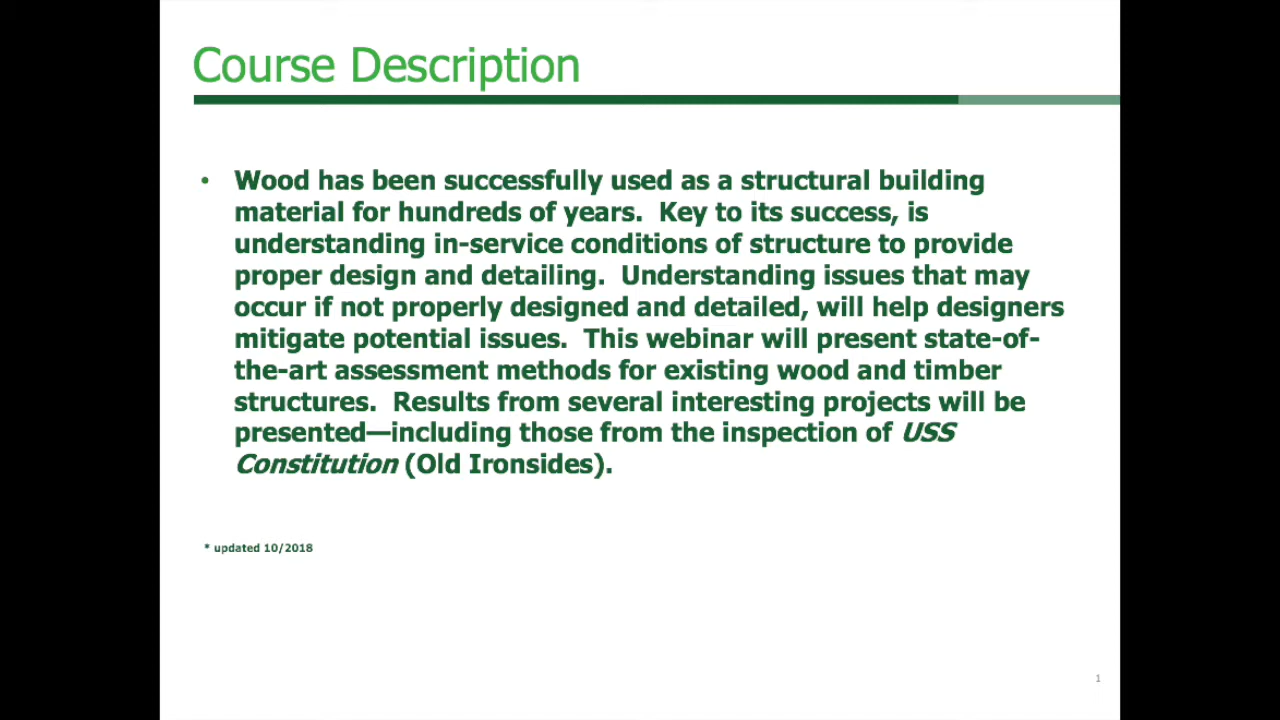 Course Description
• Wood has been successfully used as a structural building
material for hundreds of years.  Key to its success, is
understanding in-service conditions of structure to provide
proper design and detailing.  Understanding issues that may
occur if not properly designed and detailed, will help designers
mitigate potential issues.  This webinar will present state-of-
the-art assessment methods for existing wood and timber
structures.  Results from several interesting projects will be
presented—including those from the inspection of USS
Constitution (Old Ironsides).
* updated 10/2018
1